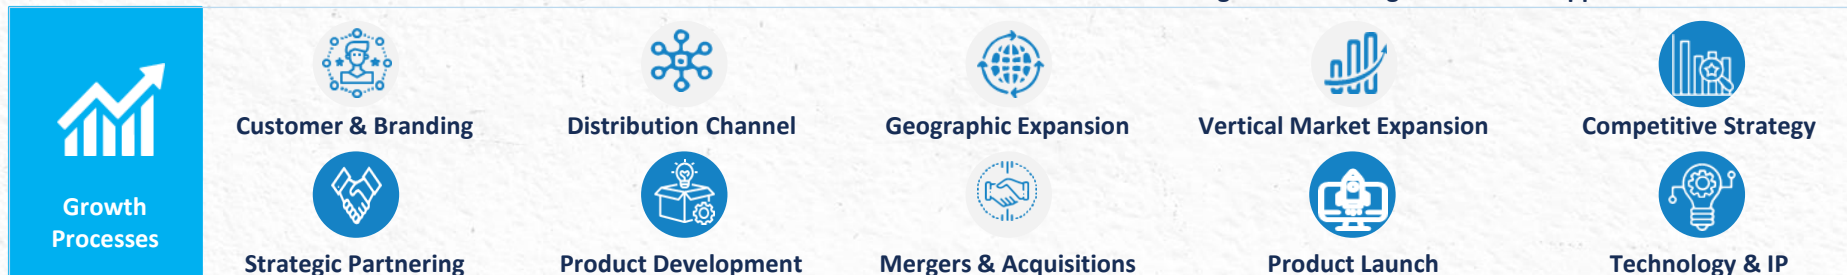 Growth
Processes
Customer & Branding
Distribution Channel
Geographic Expansion
Vertical Market Expansion
Competitive Strategy
Strategic Partnering
Product Development
Mergers & Acquisitions
Product Launch
Technology & IP